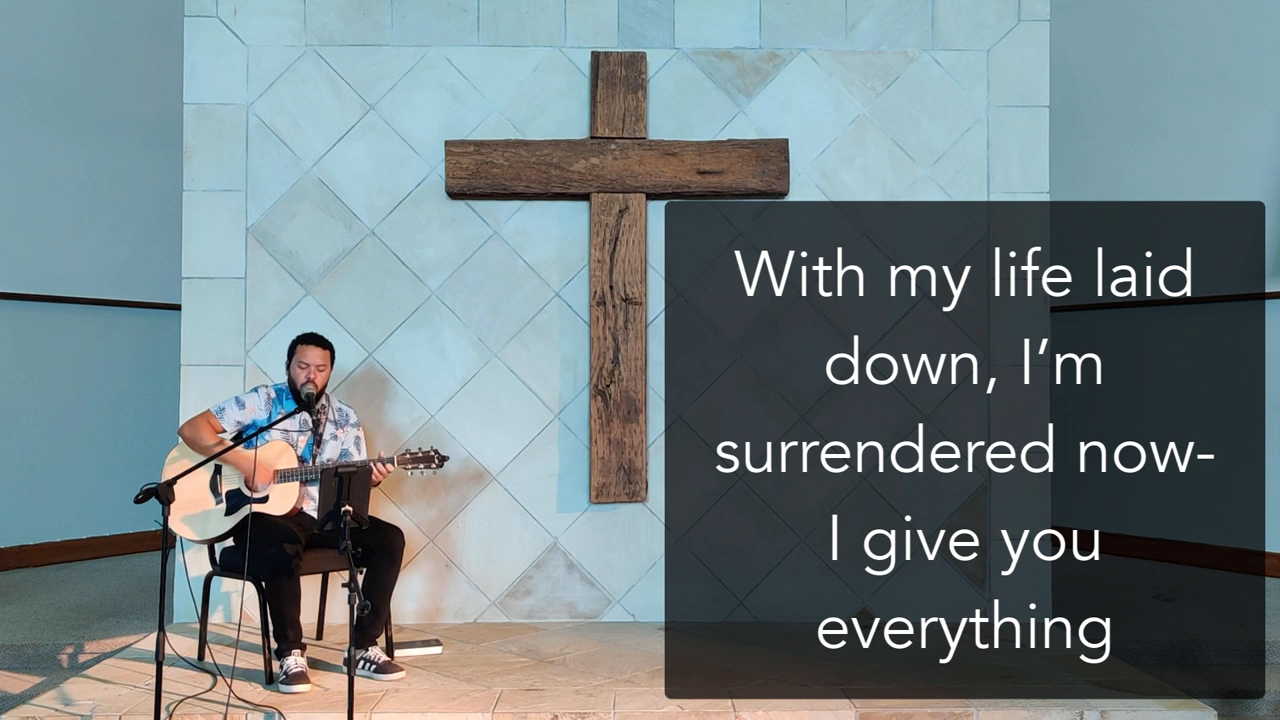 With my life laid
down, I’m
surrendered now-
I give you
everything